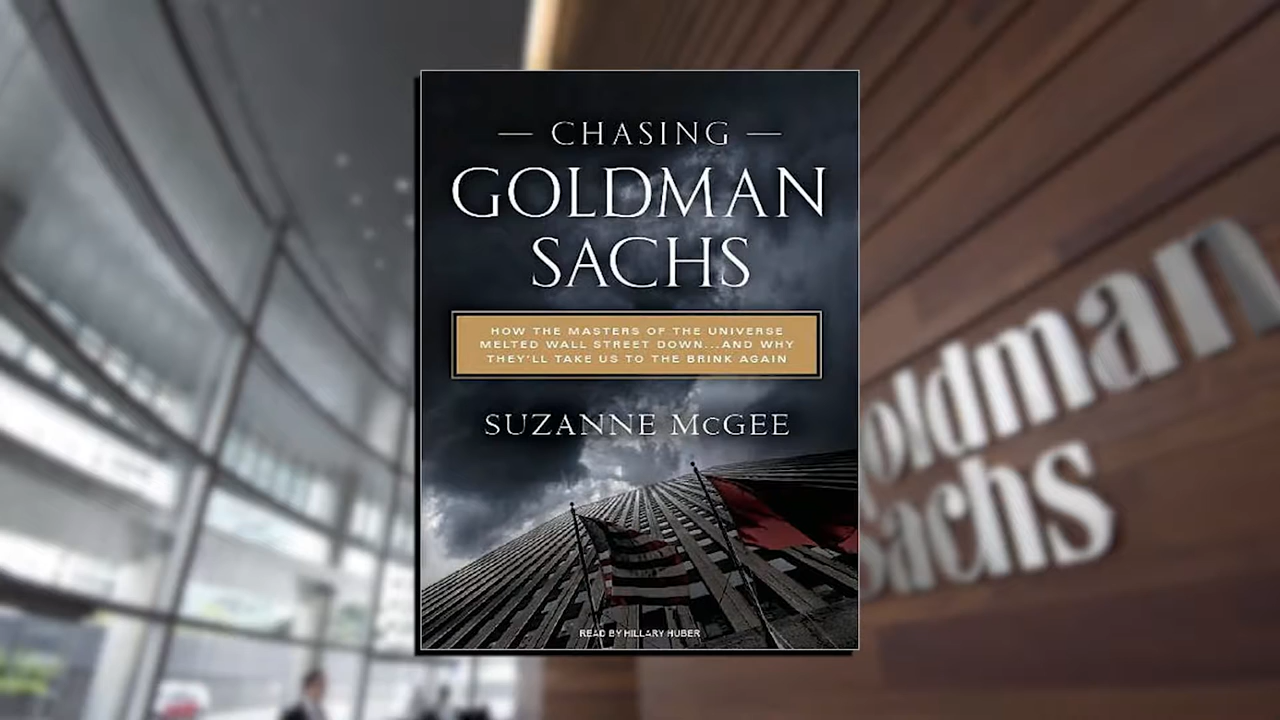 — CHASING —
GOLDMAN
SACHS
HOW THE MASTERS OF THE UNIVERSE
MELTED WALL STREET DOWN...AND WHY
THEY'LL TAKE US TO THE BRINK AGAIN
SUZANNE McGEE
READ BY HILLARY HUBER
oldman
Sachs